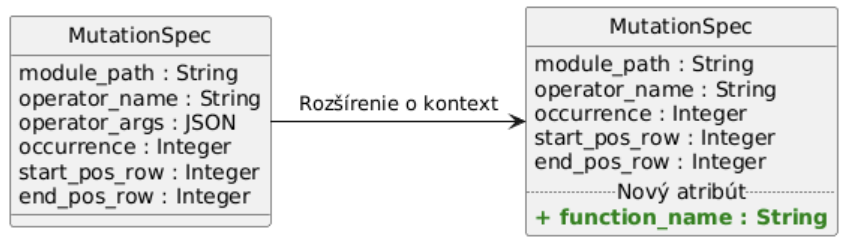 MutationSpec
module_path : String
operator_name : String
operator_args : JSON
occurrence : Integer
start_pos_row : Integer
end_pos_row : Integer
Rozšírenie o kontext
MutationSpec
module_path : String
operator_name : String
occurrence : Integer
start_pos_row : Integer
end_pos_row : Integer
Nový atribút
+ function_name : String